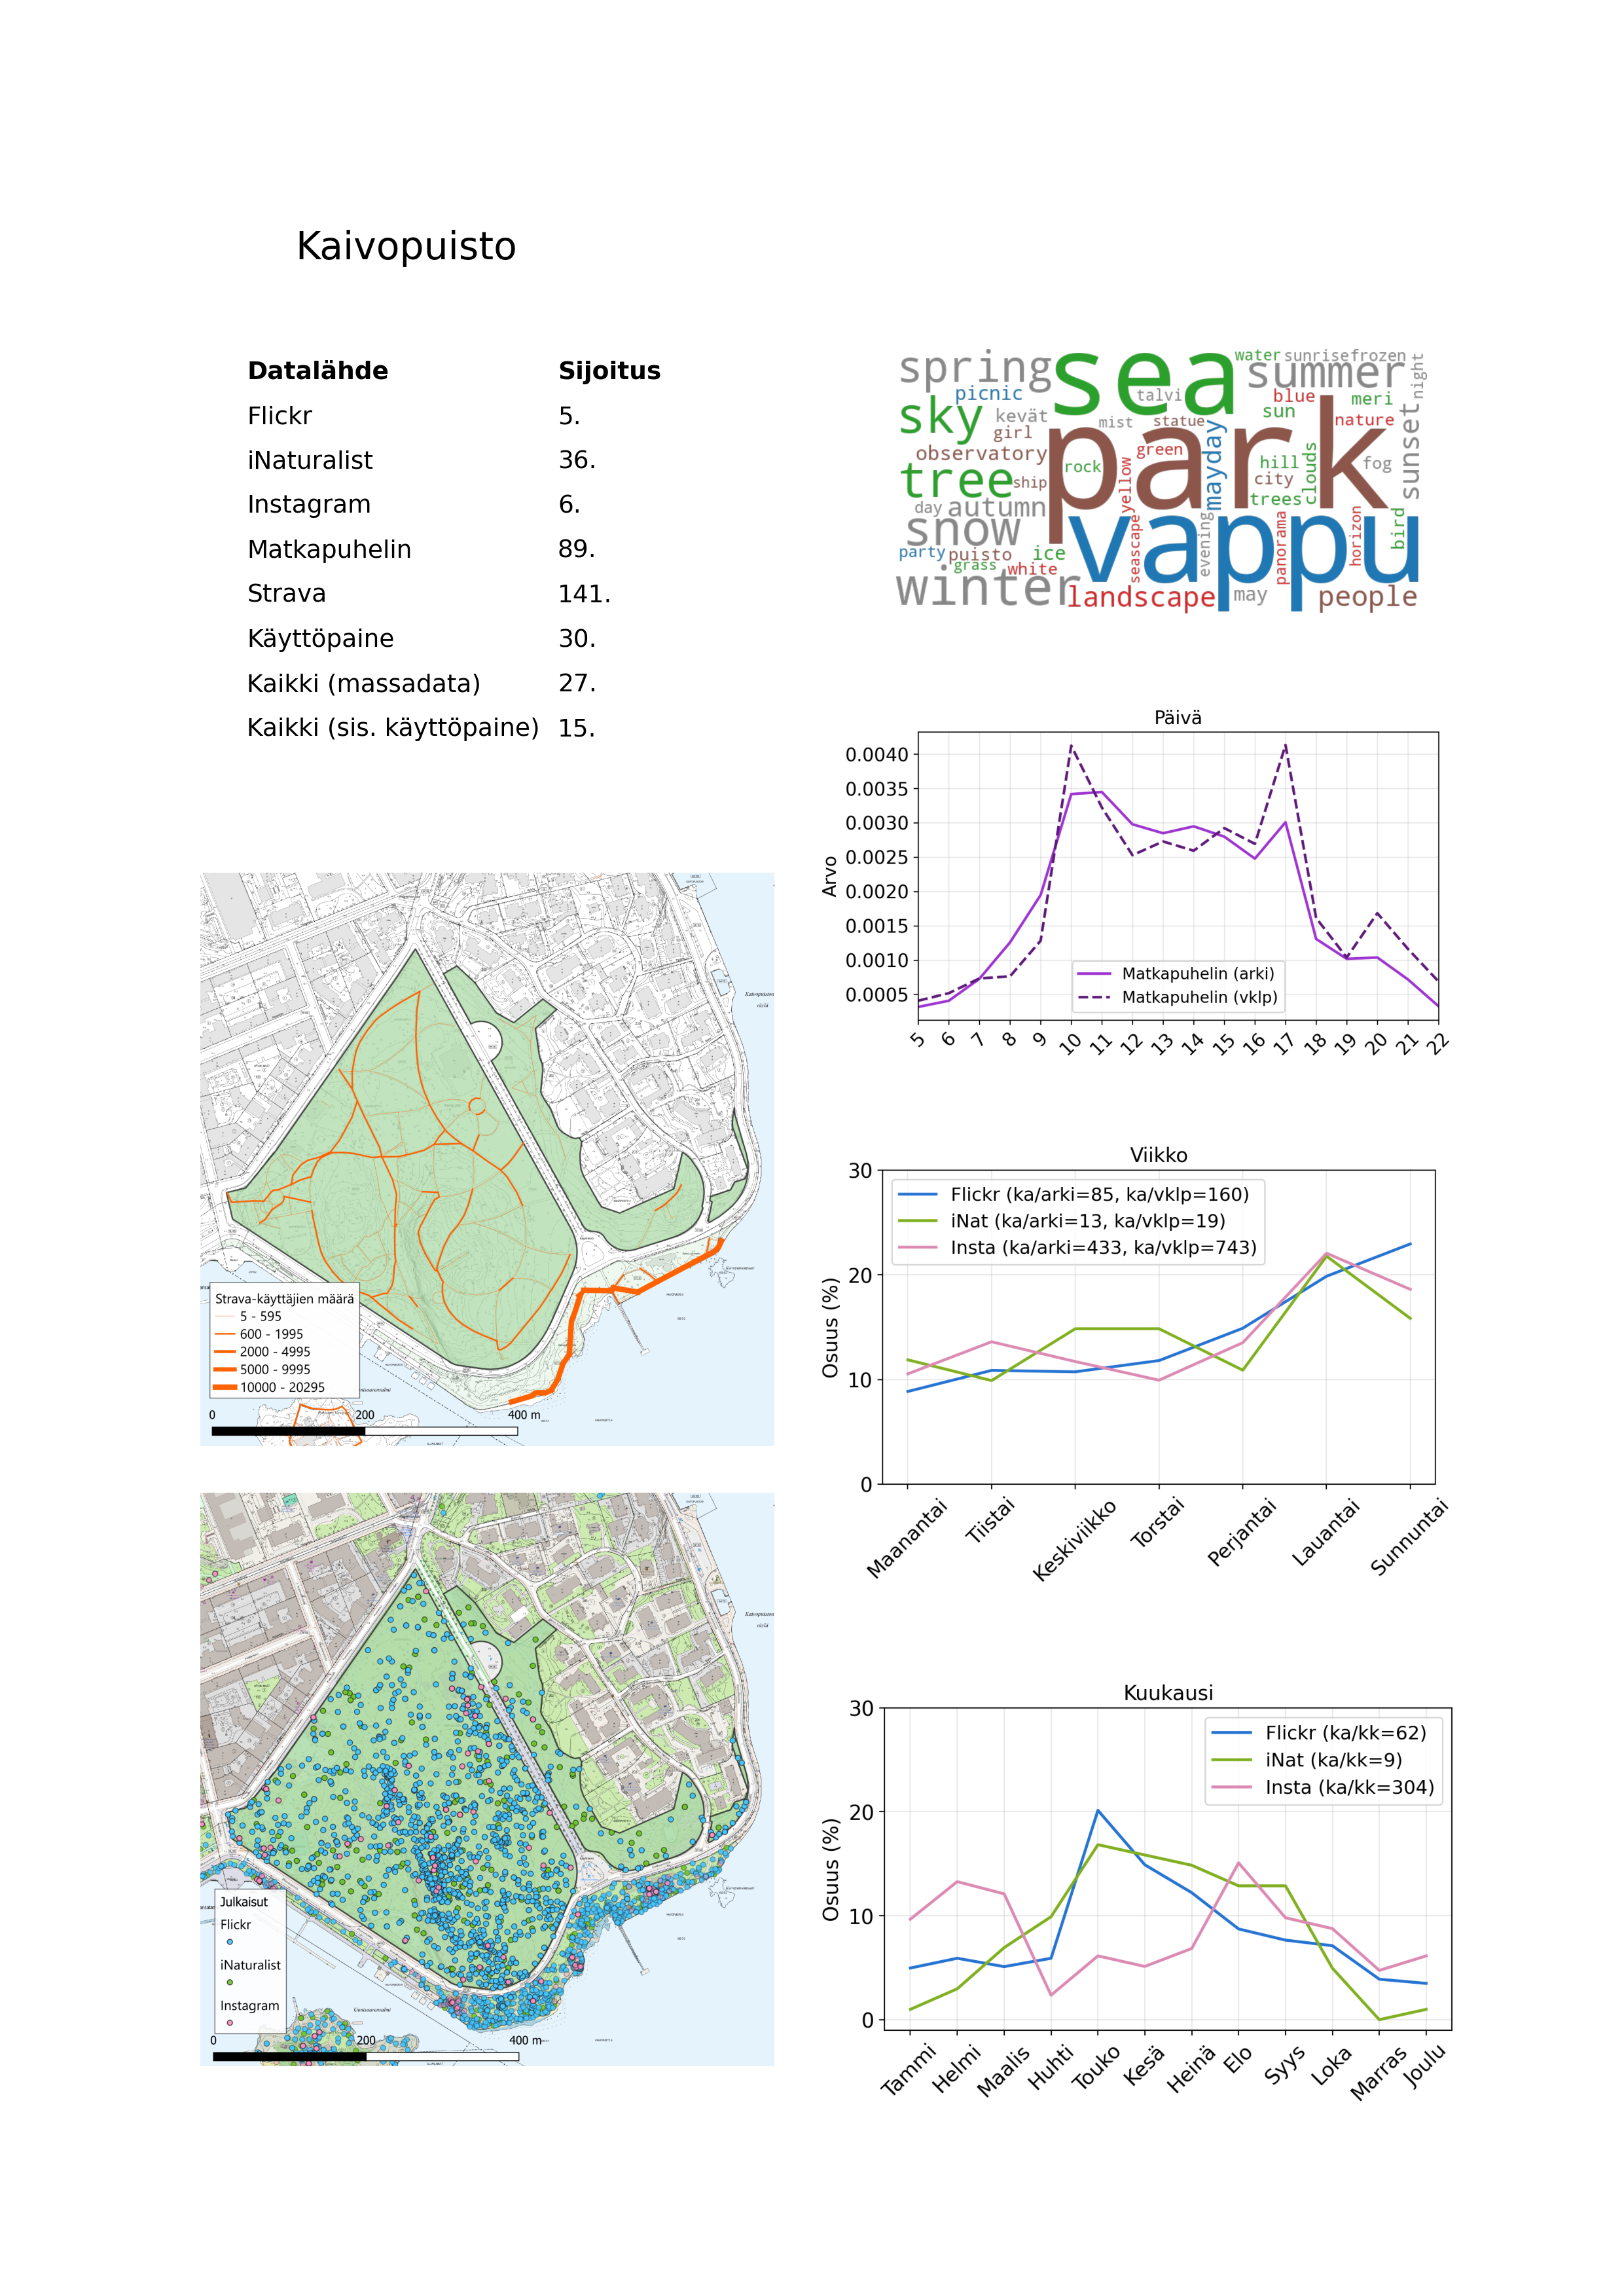 Kaivopuisto
Datalähde Sijoitus
Flickr 5.
iNaturalist 36.
Instagram 6.
Matkapuhelin 89.
Strava 141.
Käyttöpaine 30.
Kaikki (massadata) 27.
Kaikki (sis. käyttöpaine) 15.
spring sea water sunrise frozen night
summer
picnic talvi blue meri
sky kevät mist statue sun nature
girl park mayday sunset
observatory green hill clouds fog
tree rock yellow city
ship trees
day autumn
snow vappu evening panorama horizon bird
party puisto ice seascape
grass white
winter landscape may people
Päivä
Arvo
0.0040
0.0035
0.0030
0.0025
0.0020
0.0015
0.0010
0.0005
Matkapuhelin (arki)
Matkapuhelin (vklp)
5 6 7 8 9 10 11 12 13 14 15 16 17 18 19 20 21 22
Strava-käyttäjien määrä
5 - 595
600 - 1995
2000 - 4995
5000 - 9995
10000 - 20295
0 200 400 m
Viikko
Osuus (%)
30
20
10
0
Flickr (ka/arki=85, ka/vklp=160)
iNat (ka/arki=13, ka/vklp=19)
Insta (ka/arki=433, ka/vklp=743)
Maanantai Tiistai Keskiviikko Torstai Perjantai Lauantai Sunnuntai
Julkaisut
Flickr
iNaturalist
Instagram
0 200 400 m
Kuukausi
Osuus (%)
30
20
10
0
Flickr (ka/kk=62)
iNat (ka/kk=9)
Insta (ka/kk=304)
Tammi Helmi Maalis Huhti Touko Kesä Heinä Elo Syys Loka Marras Joulu